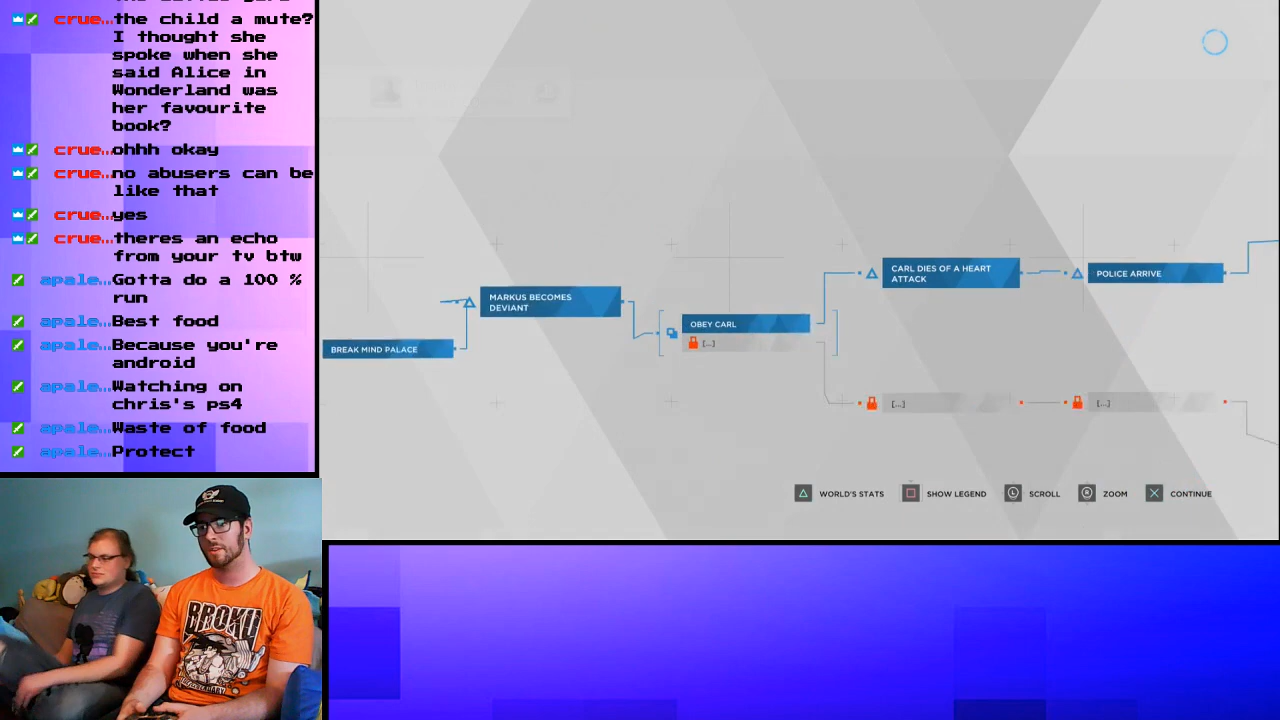 crue...the child a mute?
I thought she
spoke when she
said Alice in
Wonderland was
her favourite
book?
crue...ohhh okay
crue...no abusers can be
like that
crue...yes
crue...theres an echo
from your tv btw
apale...Gotta do a 100 %
run
apale...Best food
apale...Because you're
android
apale...Watching on
chris's ps4
apale...Waste of food
apale...Protect
BREAK MIND PALACE
MARKUS BECOMES
DEVIANT
OBEY CARL
[...]
CARL DIES OF A HEART
ATTACK
POLICE ARRIVE
[...]
[...]
WORLD'S STATS
SHOW LEGEND
L
SCROLL
R
ZOOM
CONTINUE
BROKU